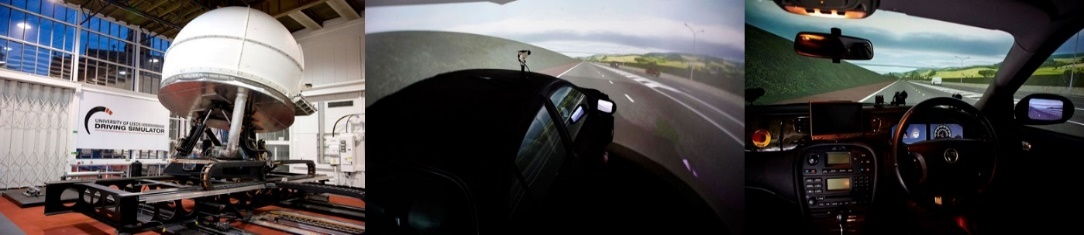 UNIVERSITY OF LEEDS
DRIVING SIMULATOR